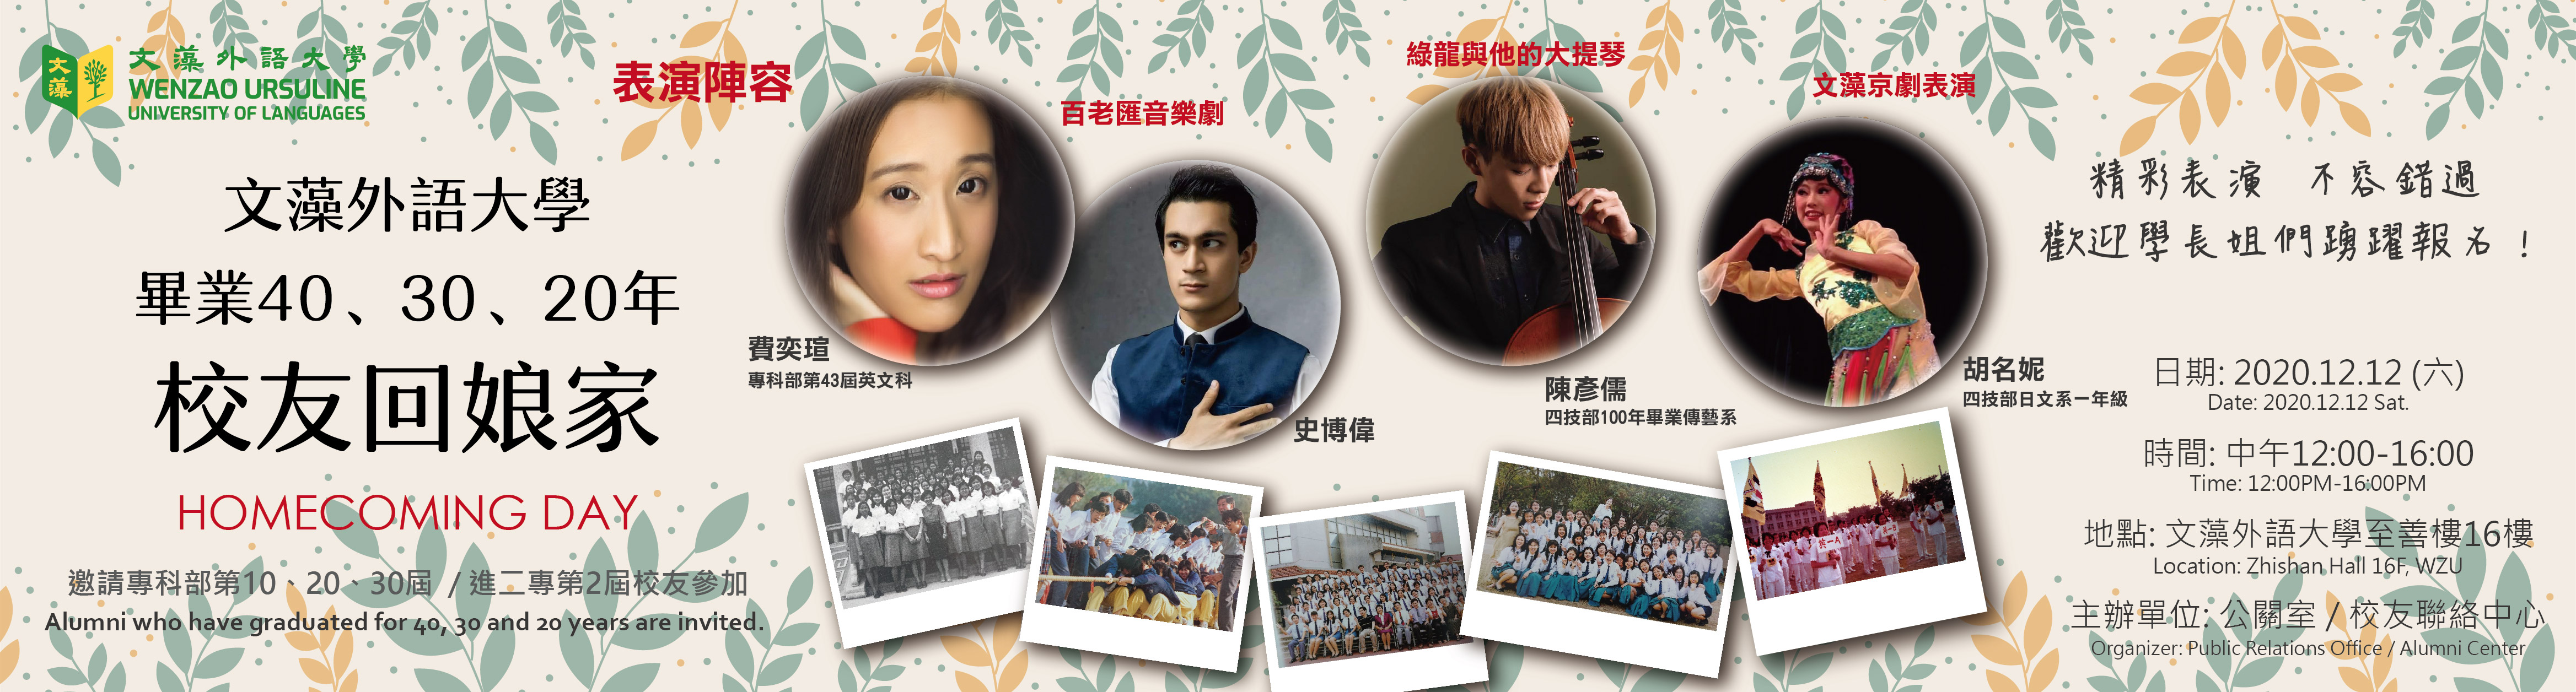 文藻
文藻外語大學
WENZAO URSULINE
UNIVERSITY OF LANGUAGES
文藻外語大學
畢業40、30、20年
校友回娘家
HOMECOMING DAY
邀請專科部第10、20、30屆 / 進二專第2屆校友參加
Alumni who have graduated for 40, 30 and 20 years are invited.
表演陣容
百老匯音樂劇
費奕瑄
專科部第43屆英文科
史博偉
綠龍與他的大提琴
陳彥儒
四技部100年畢業傳藝系
文藻京劇表演
胡名妮
四技部日文系一年級
精彩表演 不容錯過
歡迎學長姐們踴躍報名！
日期: 2020.12.12 (六)
Date: 2020.12.12 Sat.
時間: 中午12:00-16:00
Time: 12:00PM-16:00PM
地點: 文藻外語大學至善樓16樓
Location: Zhishan Hall 16F, WZU
主辦單位: 公關室 / 校友聯絡中心
Organizer: Public Relations Office / Alumni Center